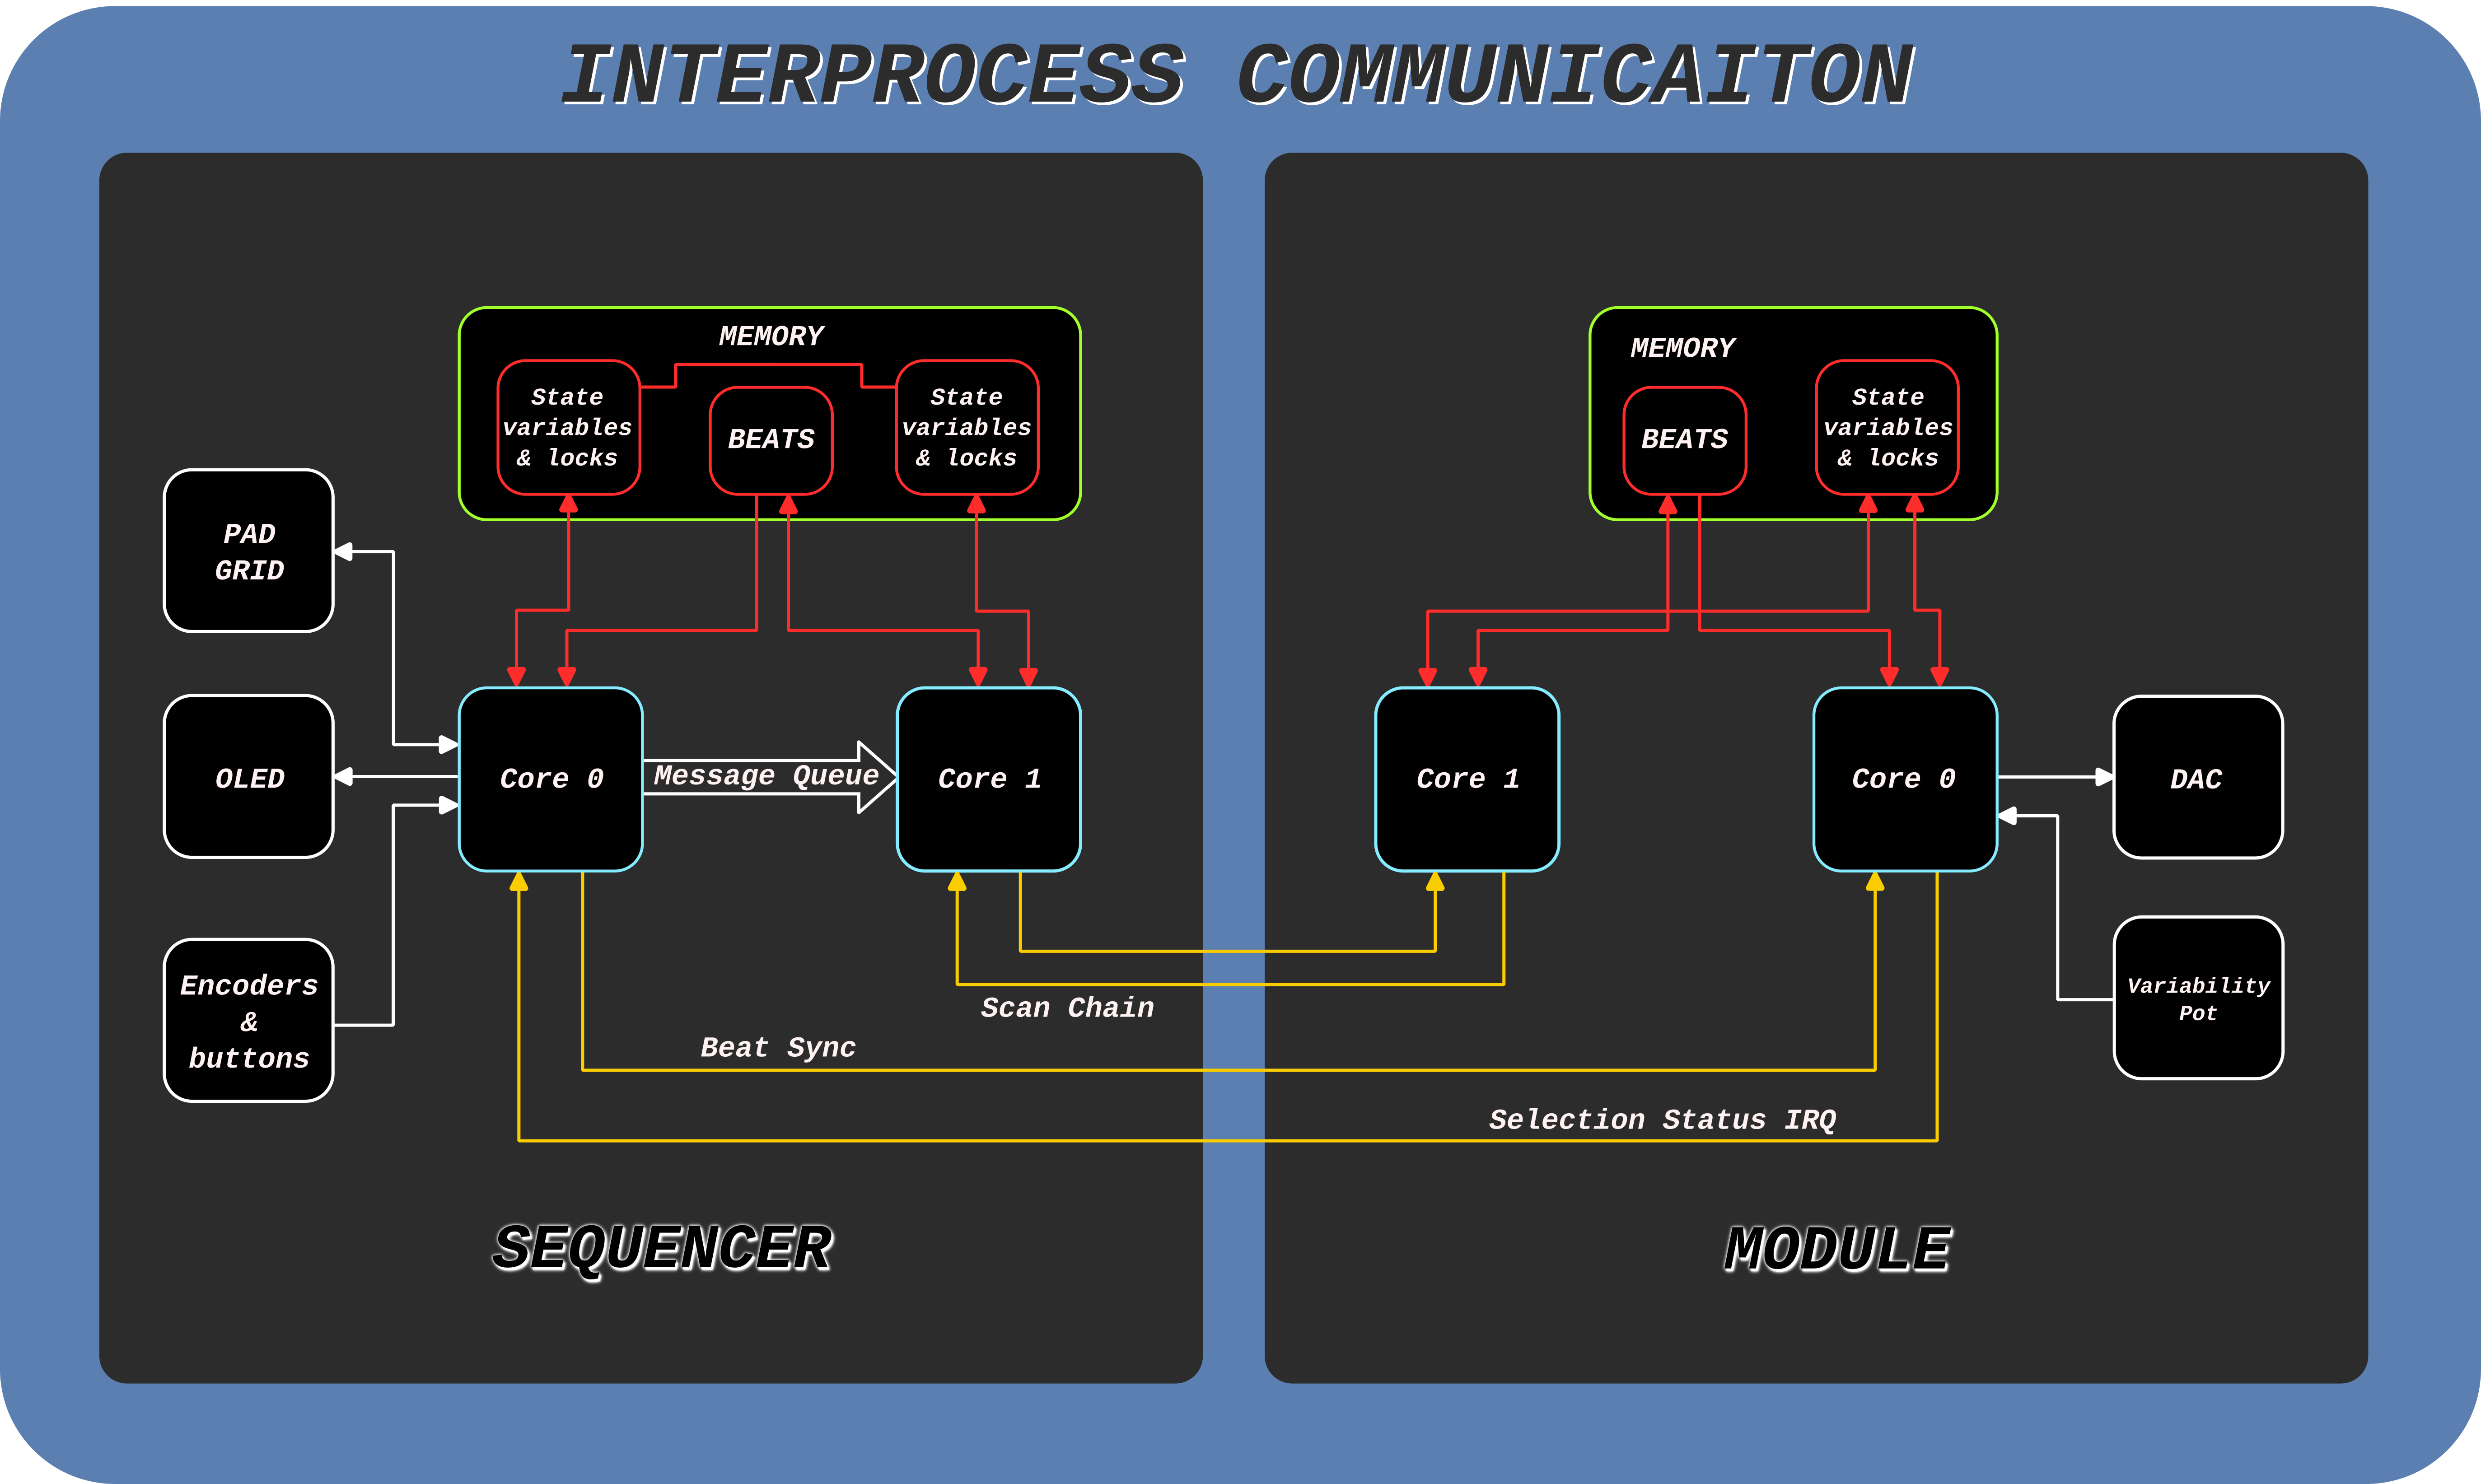 INTERPROCESS COMMUNICAITON
MEMORY
State
variables
& locks
BEATS
State
variables
& locks
PAD
GRID
OLED
Encoders
&
buttons
Core 0
Message Queue
Core 1
Scan Chain
Beat Sync
SEQUENCER
MEMORY
BEATS
State
variables
& locks
Core 1
Core 0
DAC
Variability
Pot
Selection Status IRQ
MODULE